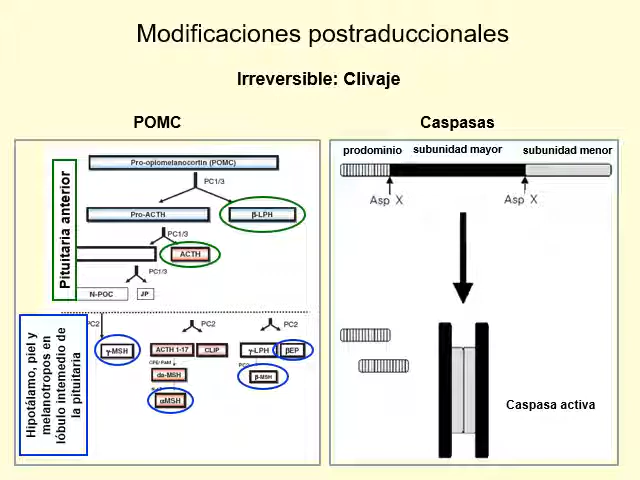 Modificaciones postraduccionales
Irreversible: Clivaje
POMC
Pituitaria anterior
Pro-opiomelanocortin (POMC)
PC1/3
Pro-ACTH
β-LPH
PC1/3
ACTH
PC1/3
N-POC
JP
Hipotálamo, piel y
melanotropos en
lóbulo intemedio de
la pituitaria
PC2
PC2
PC2
γ-MSH
ACTH 1-17
CLIP
γ-LPH
βEP
da-MSH
β-MSH
αMSH
Caspasas
prodominio
subunidad mayor
subunidad menor
Asp X
Asp X
Caspasa activa